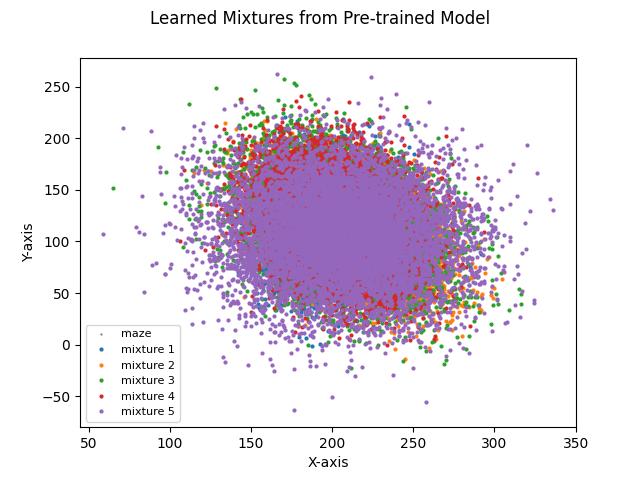 Learned Mixtures from Pre-trained Model
250
200
150
100
50
0
−50
Y-axis
maze
mixture 1
mixture 2
mixture 3
mixture 4
mixture 5
50 100 150 200 250 300 350
X-axis